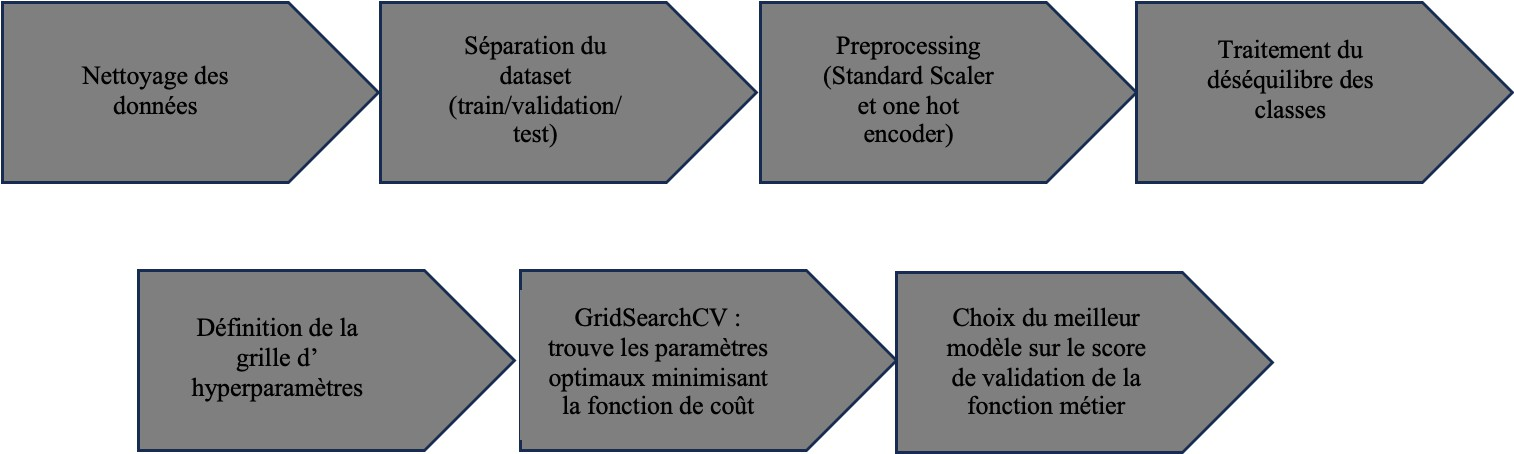 Nettoyage des
données
Séparation du
dataset
(train/validation/
test)
Preprocessing
(Standard Scaler
et one hot
encoder)
Traitement du
déséquilibre des
classes
Définition de la
grille d’
hyperparamètres
GridSearchCV :
trouve les paramètres
optimaux minimisant
la fonction de coût
Choix du meilleur
modèle sur le score
de validation de la
fonction métier